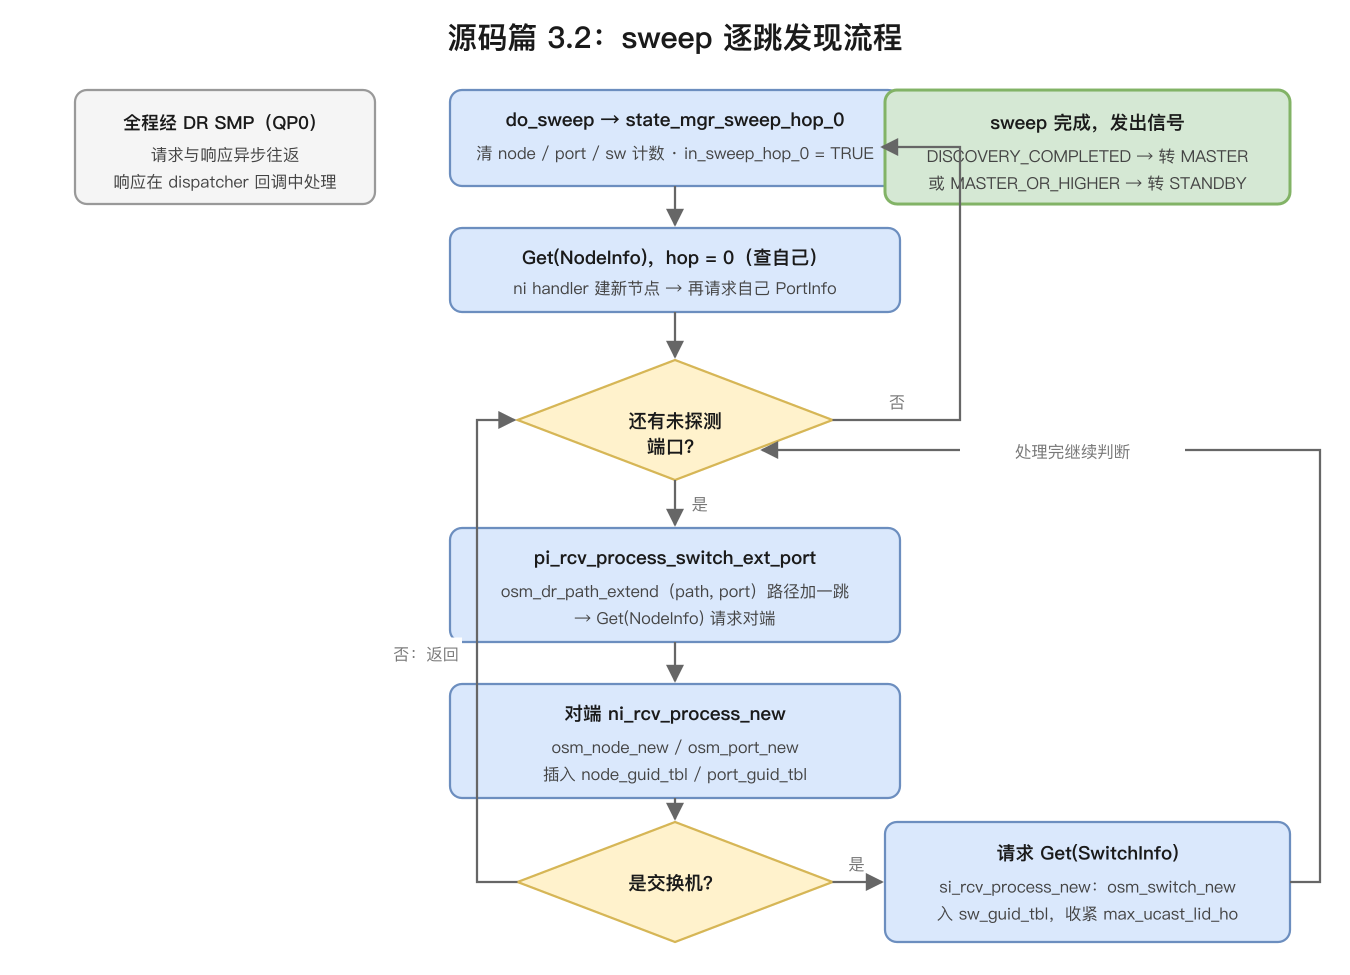 源码篇 3.2：sweep 逐跳发现流程
全程经 DR SMP（QP0）
请求与响应异步往返
响应在 dispatcher 回调中处理
do_sweep → state_mgr_sweep_hop_0
清 node / port / sw 计数 · in_sweep_hop_0 = TRUE
sweep 完成，发出信号
DISCOVERY_COMPLETED → 转 MASTER
或 MASTER_OR_HIGHER → 转 STANDBY
Get(NodeInfo)，hop = 0（查自己）
ni handler 建新节点 → 再请求自己 PortInfo
还有未探测
端口？
否
处理完继续判断
是
pi_rcv_process_switch_ext_port
osm_dr_path_extend（path, port）路径加一跳
→ Get(NodeInfo) 请求对端
否：返回
对端 ni_rcv_process_new
osm_node_new / osm_port_new
插入 node_guid_tbl / port_guid_tbl
是交换机？
是
请求 Get(SwitchInfo)
si_rcv_process_new：osm_switch_new
入 sw_guid_tbl，收紧 max_ucast_lid_ho